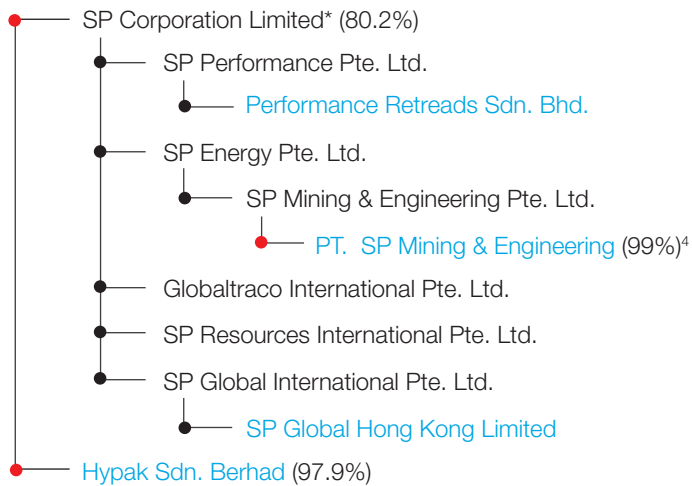 SP Corporation Limited* (80.2%)
SP Performance Pte. Ltd.
Performance Retreads Sdn. Bhd.
SP Energy Pte. Ltd.
SP Mining & Engineering Pte. Ltd.
PT. SP Mining & Engineering (99%)⁴
Globaltraco International Pte. Ltd.
SP Resources International Pte. Ltd.
SP Global International Pte. Ltd.
SP Global Hong Kong Limited
Hypak Sdn. Berhad (97.9%)